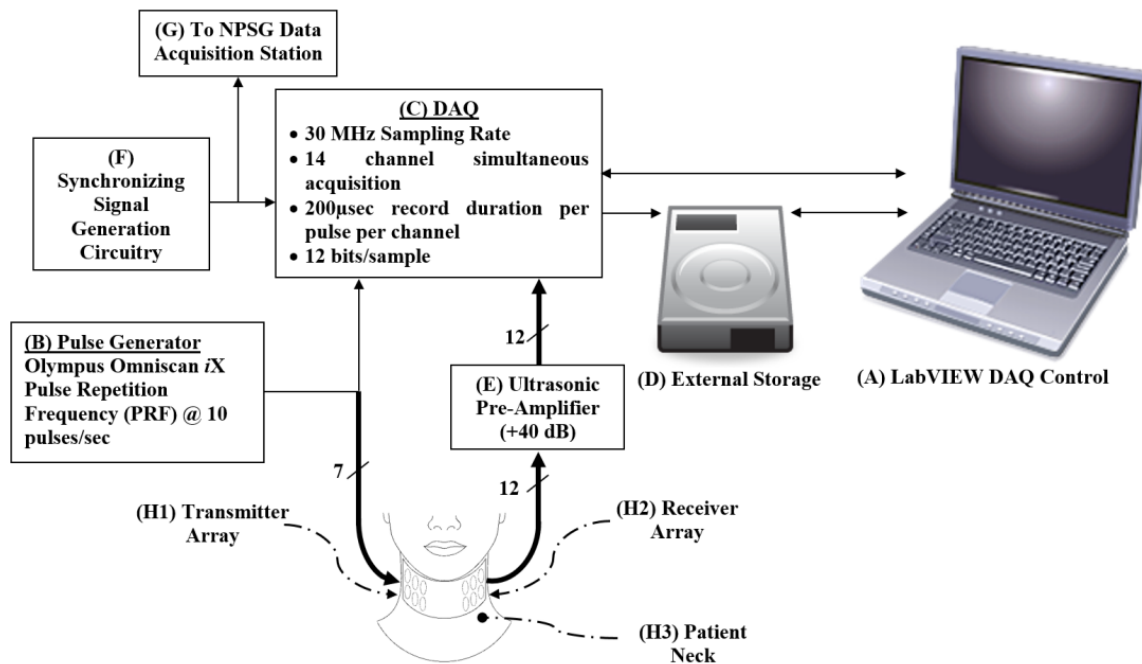 (G) To NPSG Data
Acquisition Station
(C) DAQ
• 30 MHz Sampling Rate
• 14 channel simultaneous
acquisition
• 200µsec record duration per
pulse per channel
• 12 bits/sample
(F)
Synchronizing
Signal
Generation
Circuitry
(B) Pulse Generator
Olympus Omniscan iX
Pulse Repetition
Frequency (PRF) @ 10
pulses/sec
12
(E) Ultrasonic
Pre-Amplifier
(+40 dB)
(D) External Storage
(A) LabVIEW DAQ Control
7
12
(H1) Transmitter
Array
(H2) Receiver
Array
(H3) Patient
Neck